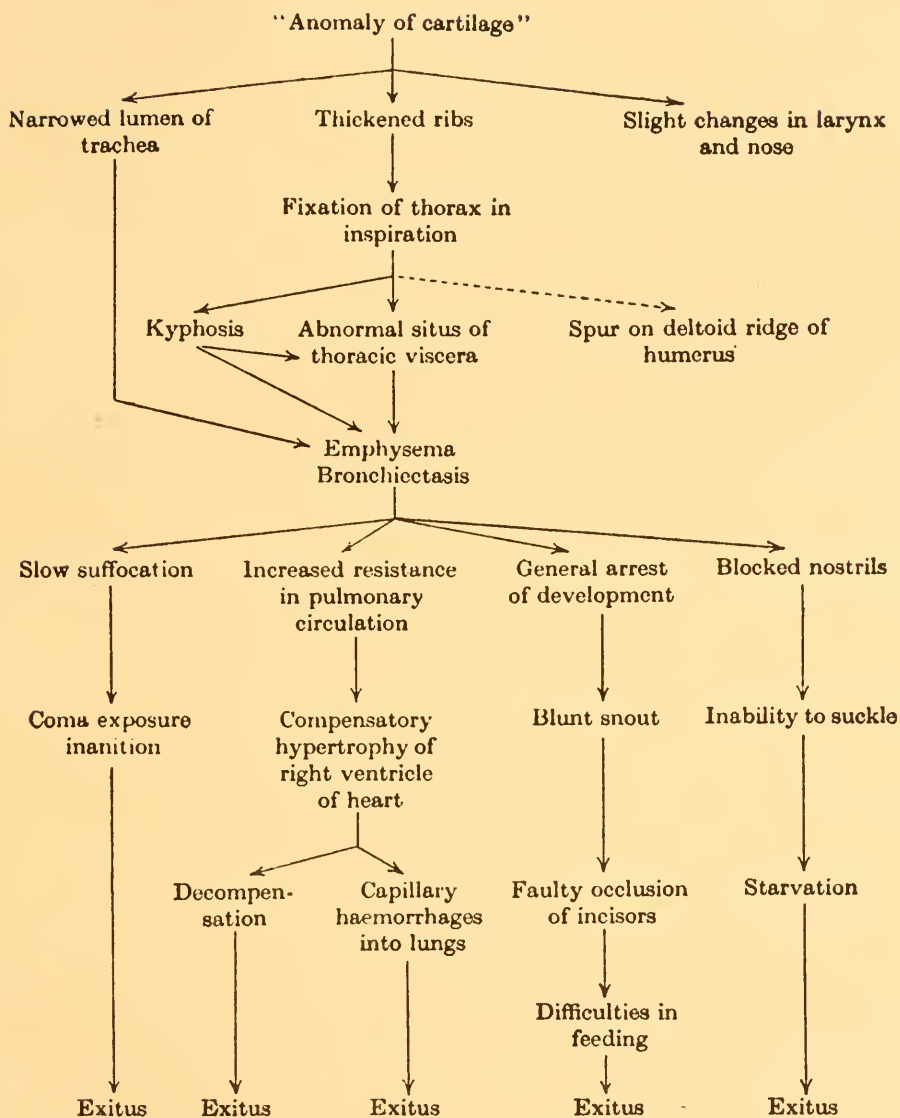 "Anomaly of cartilage"
Narrowed lumen of
trachea
Thickened ribs
Slight changes in larynx
and nose
Fixation of thorax in
inspiration
Kyphosis
Abnormal situs of
thoracic viscera
Spur on deltoid ridge of
humerus
Emphysema
Bronchiectasis
Slow suffocation
Increased resistance
in pulmonary
circulation
General arrest
of development
Blocked nostrils
Coma exposure
inanition
Compensatory
hypertrophy of
right ventricle
of heart
Blunt snout
Inability to suckle
Decompen-
sation
Capillary
haemorrhages
into lungs
Faulty occlusion
of incisors
Starvation
Difficulties in
feeding
Exitus
Exitus
Exitus
Exitus
Exitus